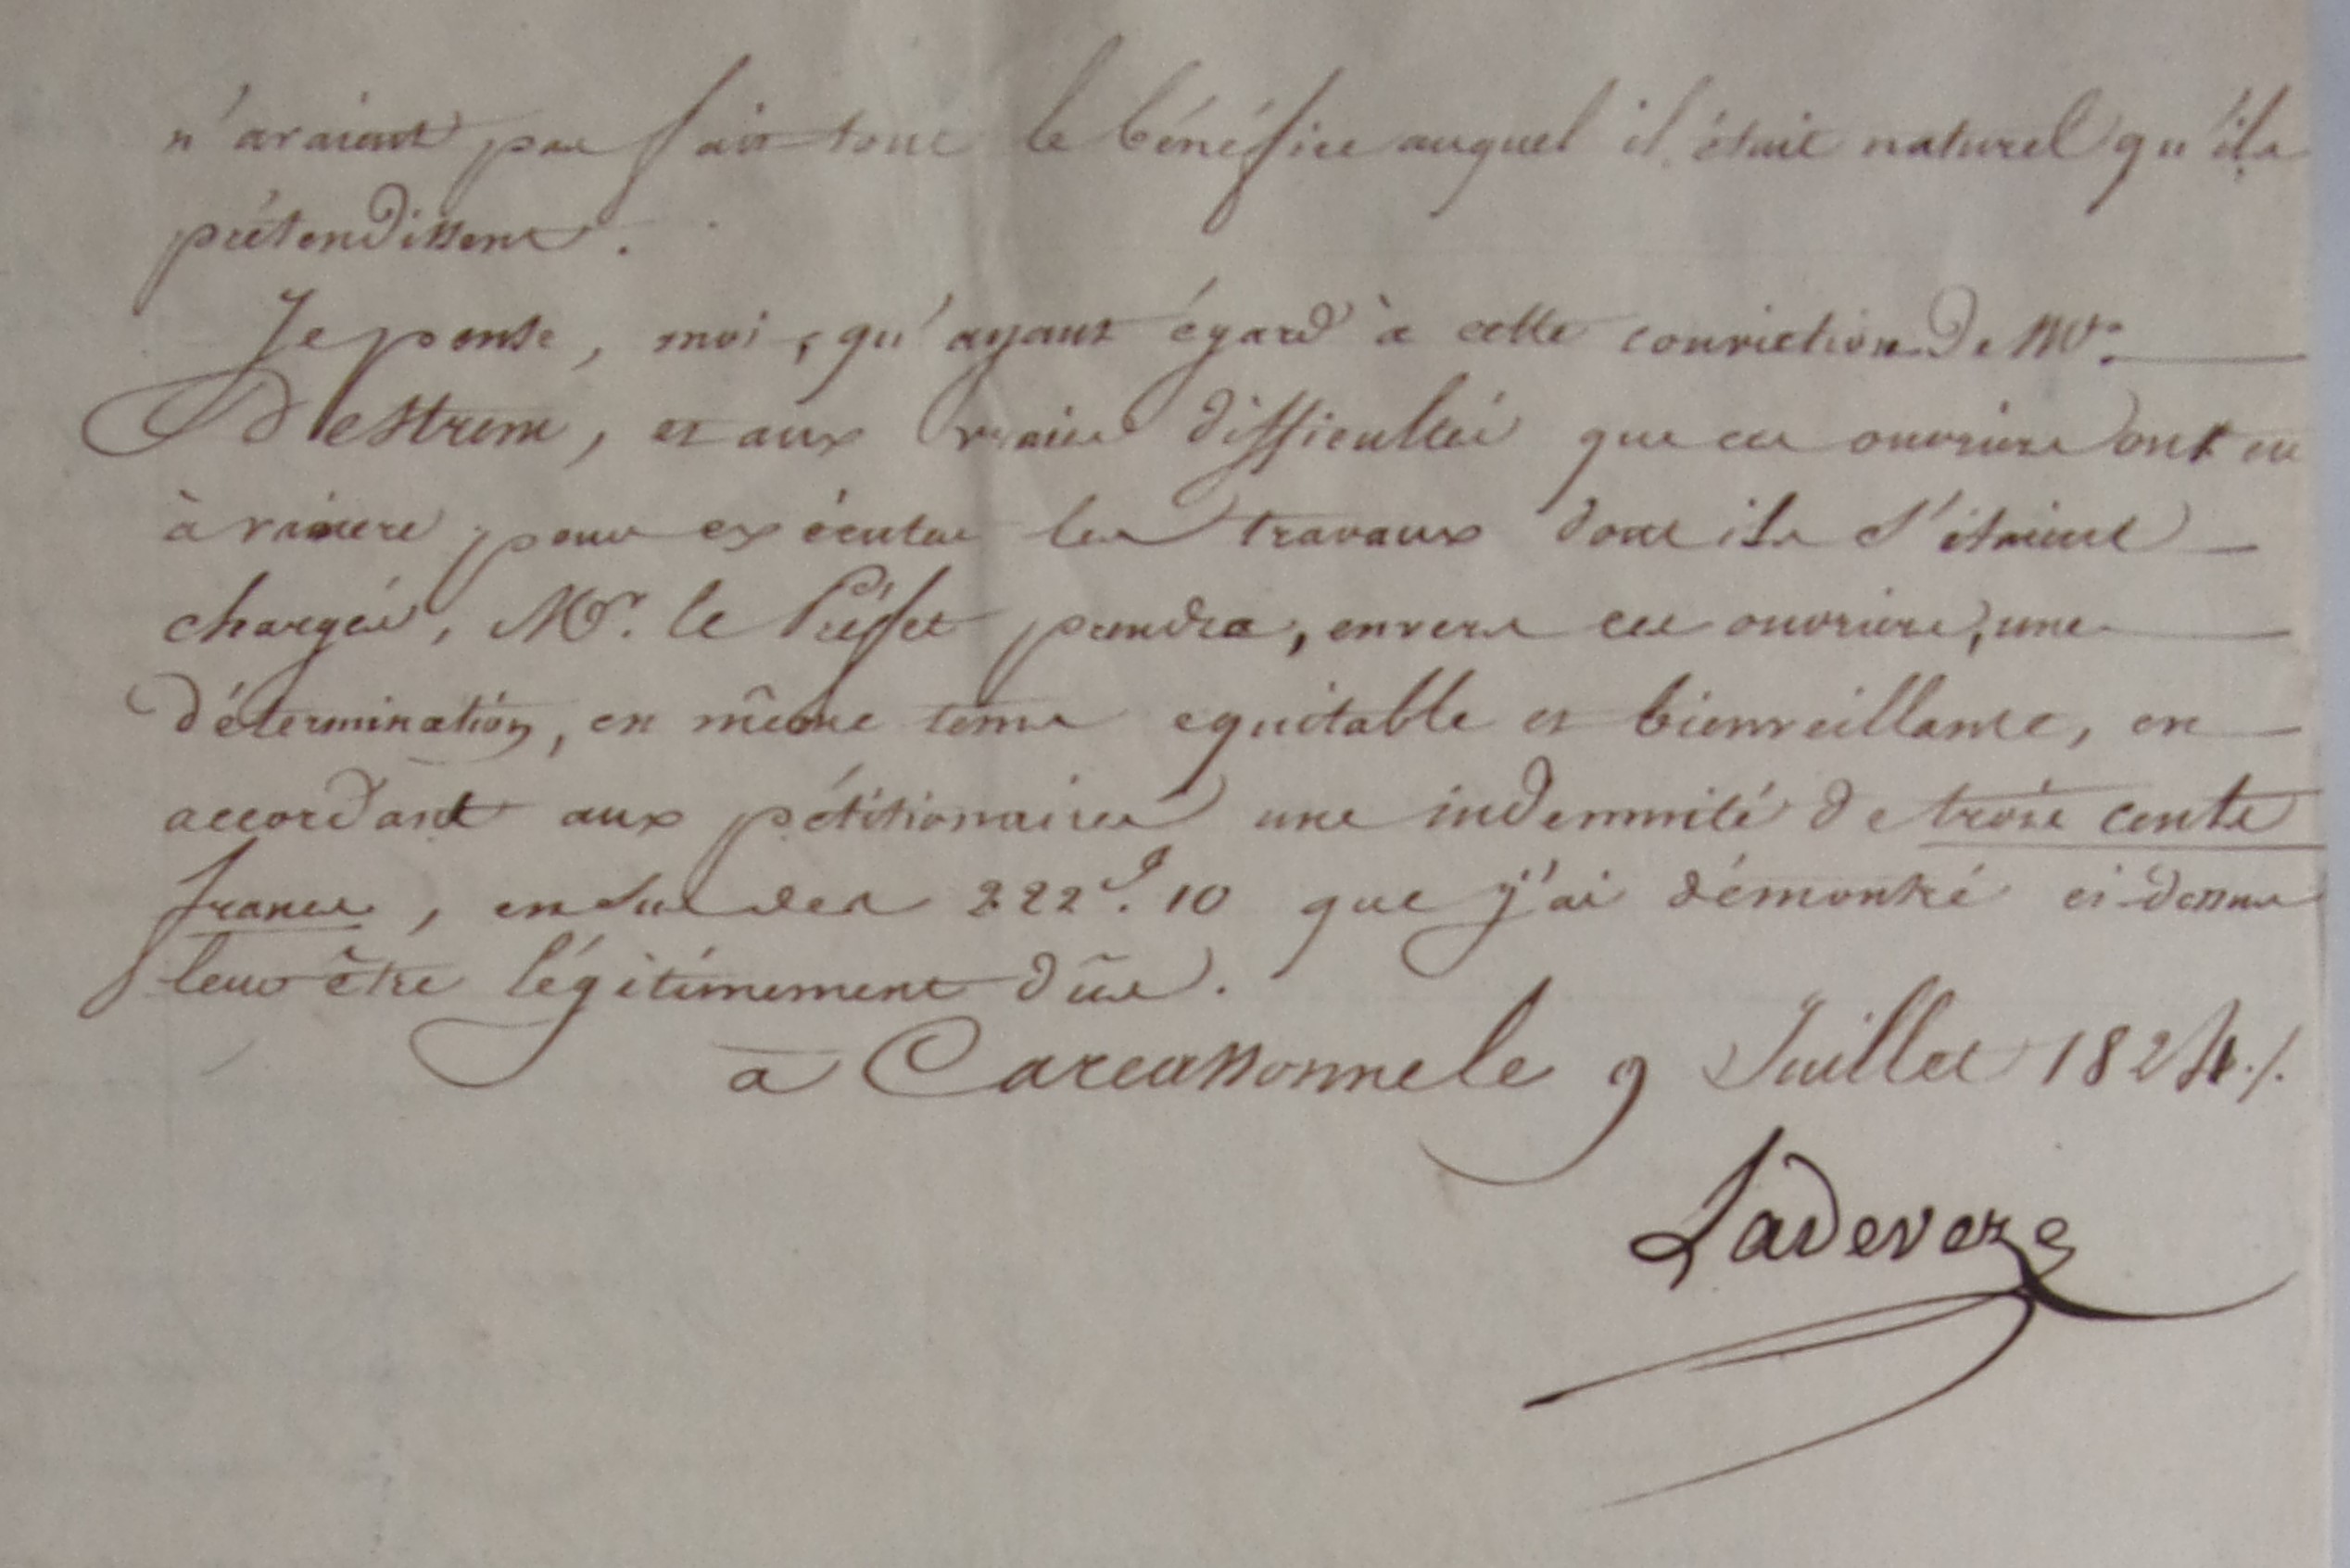 n'avaient pas fait tout le bénéfice auquel il était naturel qu'ils
prétendissent.
Je pense, moi, qu'ayant égard à cette conviction de Mr.
Destrem, et aux vraies difficultés que ces ouvriers ont eu
à vaincre pour exécuter les travaux dont ils s'étaient
chargés, Mr. le Préfet prendra, envers ces ouvriers, une
détermination, en même tems equitable et bienveillante, en
accordant aux pétitionaires une indemnité de trois cents
francs, en sus des 222f. 10 que j'ai démontré ci-dessus
leur être légitimement dûs.
à Carcassonne le 9 Juillet 1824./.
Ladeveze